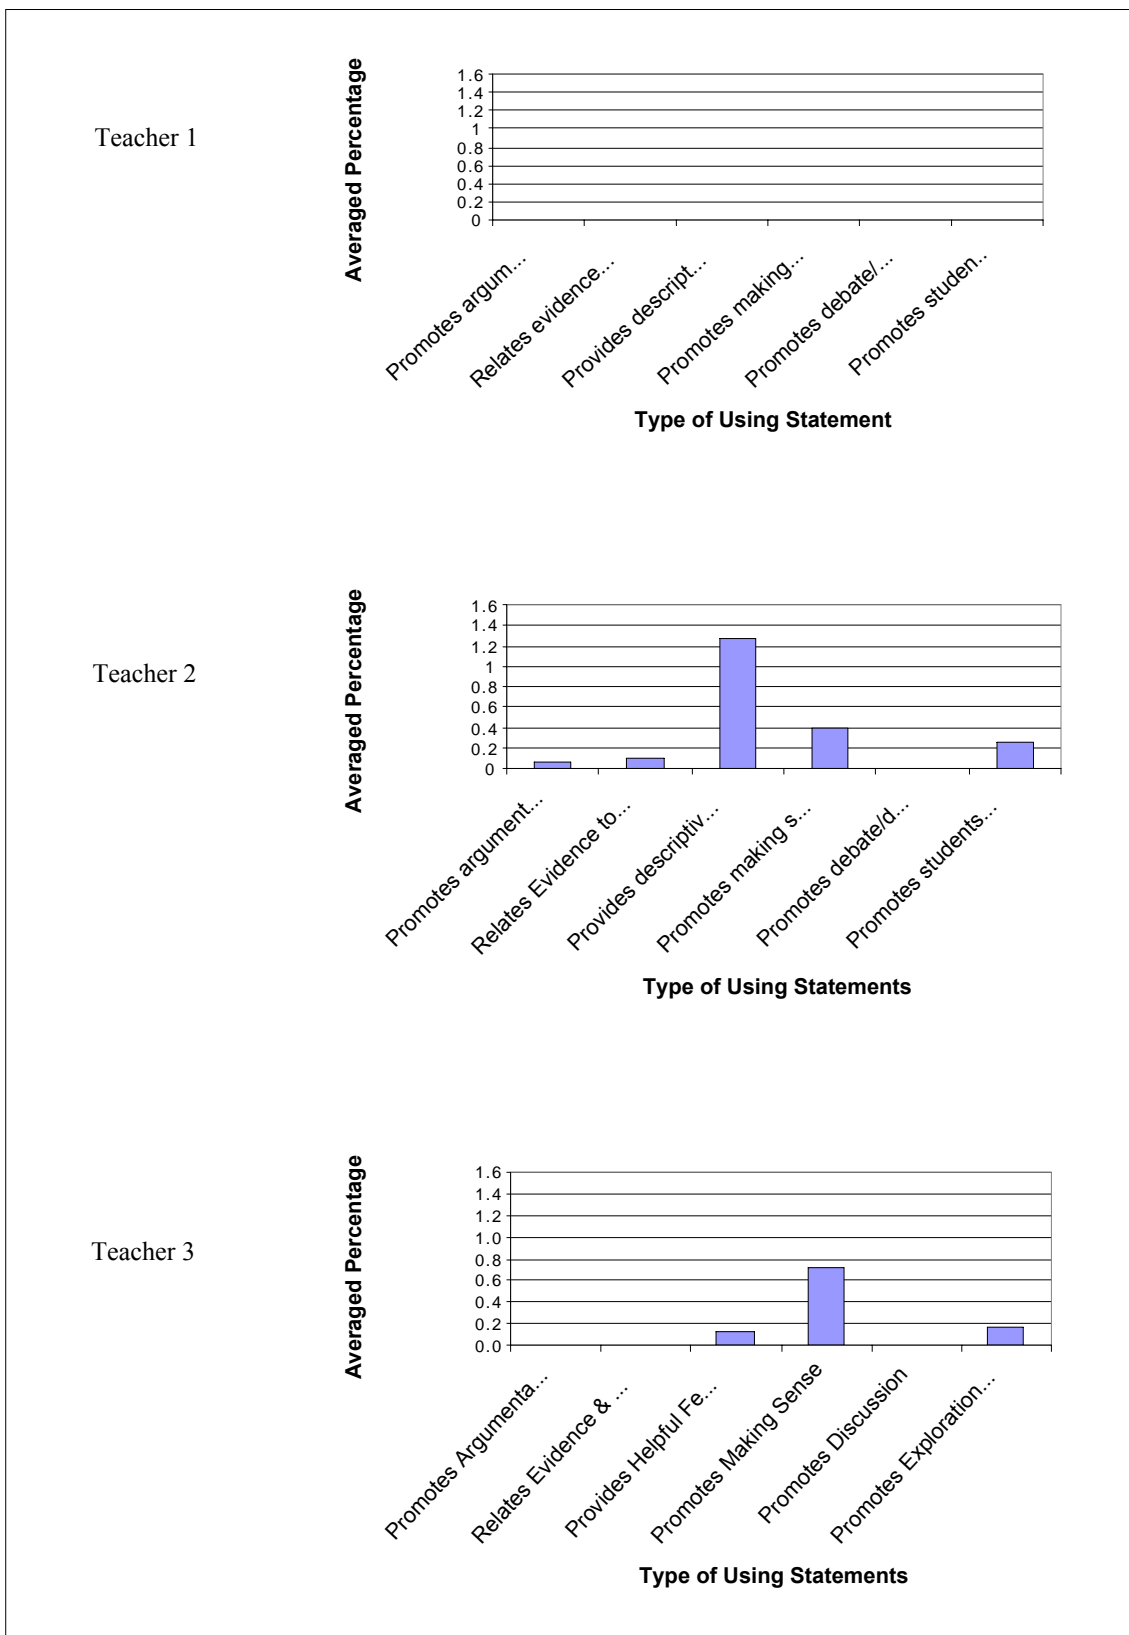 Teacher 1
Averaged Percentage
1.6
1.4
1.2
1
0.8
0.6
0.4
0.2
0
Promotes argum...
Relates evidence...
Provides descript...
Promotes making...
Promotes debate/...
Promotes studen..
Type of Using Statement
Teacher 2
Averaged Percentage
1.6
1.4
1.2
1
0.8
0.6
0.4
0.2
0
Promotes argument...
Relates Evidence to...
Provides descriptiv...
Promotes making s...
Promotes debate/d...
Promotes students...
Type of Using Statements
Teacher 3
Averaged Percentage
1.6
1.4
1.2
1.0
0.8
0.6
0.4
0.2
0.0
Promotes Argumenta...
Relates Evidence & ...
Provides Helpful Fe...
Promotes Making Sense
Promotes Discussion
Promotes Exploration...
Type of Using Statements